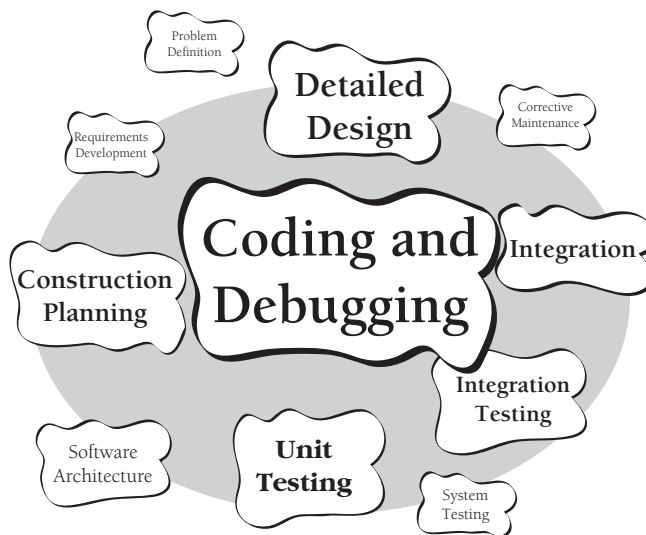 Problem
Definition
Detailed
Design
Corrective
Maintenance
Requirements
Development
Coding and
Debugging
Integration
Construction
Planning
Integration
Testing
Software
Architecture
Unit
Testing
System
Testing